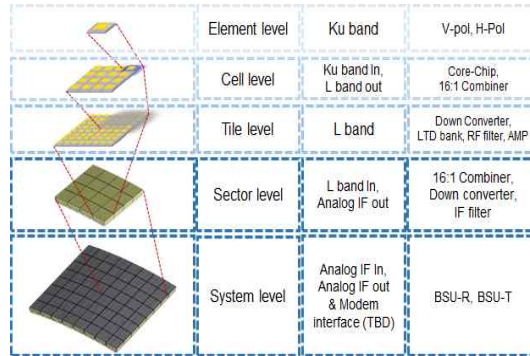 Element level
Ku band
V-pol, H-Pol
Cell level
Ku band In,
L band out
Core-Chip,
16:1 Combiner
Tile level
L band
Down Converter,
LTD bank, RF filter, AMP
Sector level
L band In,
Analog IF out
16:1 Combiner,
Down converter,
IF filter
System level
Analog IF In,
Analog IF out
& Modem
interface (TBD)
BSU-R, BSU-T